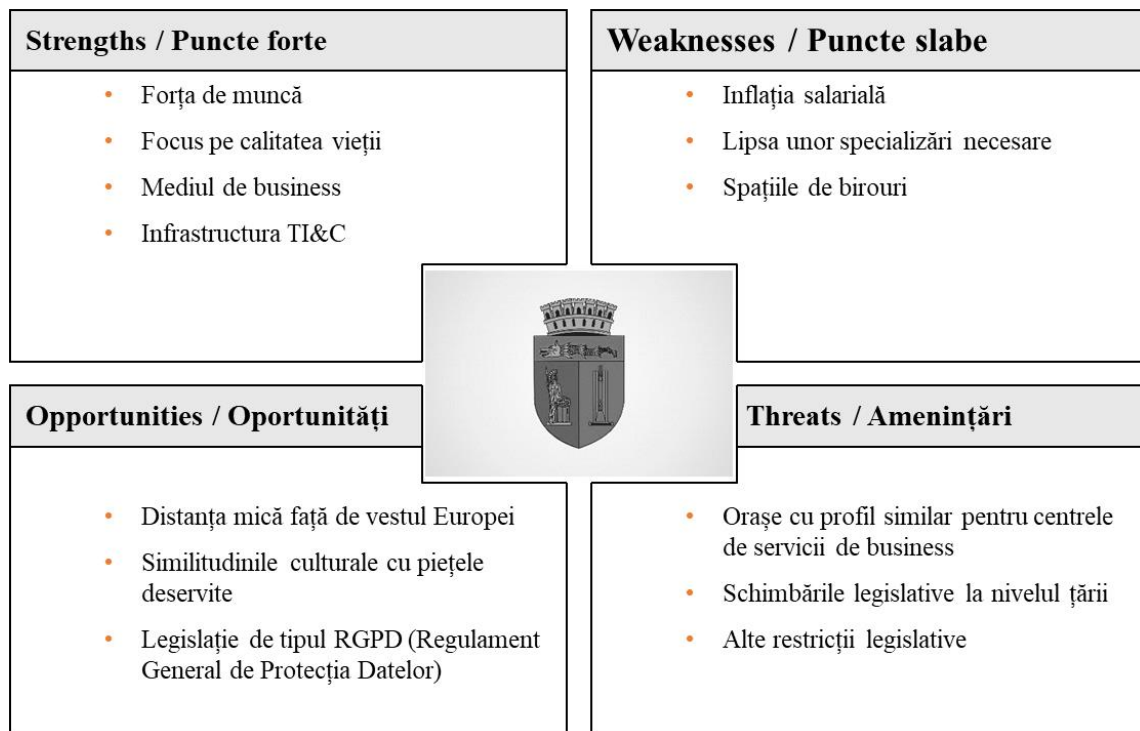 Strengths / Puncte forte
• Forța de muncă
• Focus pe calitatea vieții
• Mediul de business
• Infrastructura TI&C
Weaknesses / Puncte slabe
• Inflația salarială
• Lipsa unor specializări necesare
• Spațiile de birouri
Opportunities / Oportunități
• Distanța mică față de vestul Europei
• Similitudinile culturale cu piețele
deservite
• Legislație de tipul RGPD (Regulament
General de Protecția Datelor)
Threats / Amenințări
• Orașe cu profil similar pentru centrele
de servicii de business
• Schimbările legislative la nivelul țării
• Alte restricții legislative